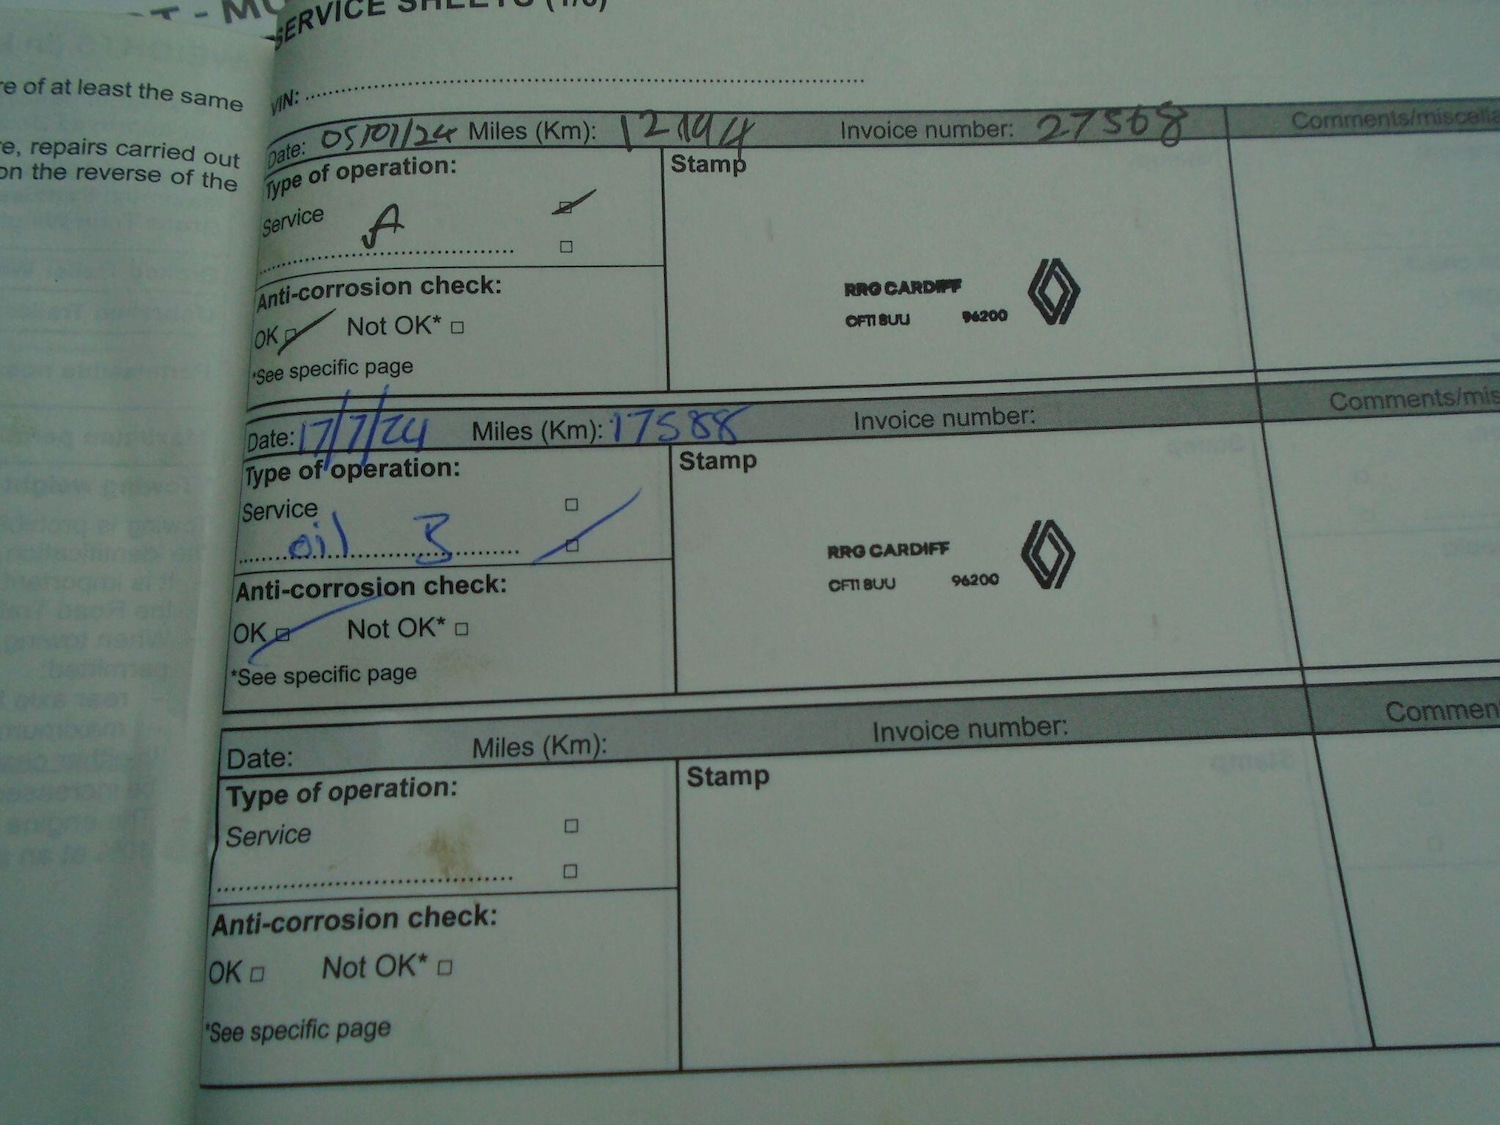 SERVICE SHEETS (1/6)
re of at least the same
VIN:
re, repairs carried out
on the reverse of the
Date: 05/01/24 Miles (Km): 12194 Invoice number: 27568 Comments/miscella
Type of operation: Stamp
Service A
Anti-corrosion check:
RRG CARDIFF
CF11 8UU 96200
OK Not OK*
*See specific page
Date: 17/7/24 Miles (Km): 17588 Invoice number: Comments/mis
Type of operation: Stamp
Service
oil B
RRG CARDIFF
CF11 8UU 96200
Anti-corrosion check:
OK Not OK*
*See specific page
Date: Miles (Km): Invoice number: Commen
Type of operation: Stamp
Service
Anti-corrosion check:
OK Not OK*
*See specific page